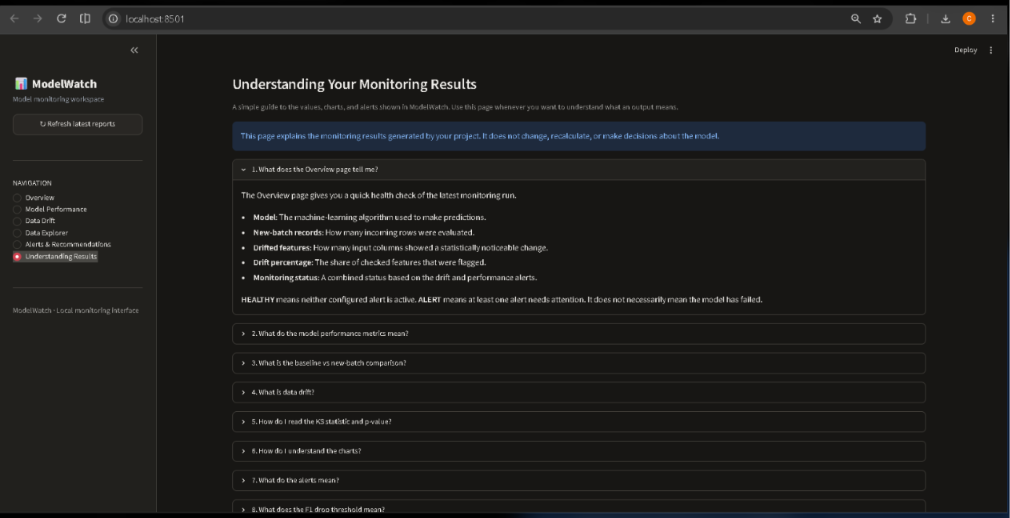 localhost:8501
Deploy
ModelWatch
Model monitoring workspace
↻ Refresh latest reports
NAVIGATION
Overview
Model Performance
Data Drift
Data Explorer
Alerts & Recommendations
Understanding Results
ModelWatch · Local monitoring interface
Understanding Your Monitoring Results
A simple guide to the values, charts, and alerts shown in ModelWatch. Use this page whenever you want to understand what an output means.
This page explains the monitoring results generated by your project. It does not change, recalculate, or make decisions about the model.
1. What does the Overview page tell me?
The Overview page gives you a quick health check of the latest monitoring run.
• Model: The machine-learning algorithm used to make predictions.
• New-batch records: How many incoming rows were evaluated.
• Drifted features: How many input columns showed a statistically noticeable change.
• Drift percentage: The share of checked features that were flagged.
• Monitoring status: A combined status based on the drift and performance alerts.
HEALTHY means neither configured alert is active. ALERT means at least one alert needs attention. It does not necessarily mean the model has failed.
2. What do the model performance metrics mean?
3. What is the baseline vs new-batch comparison?
4. What is data drift?
5. How do I read the KS statistic and p-value?
6. How do I understand the charts?
7. What do the alerts mean?
8. What does the F1 drop threshold mean?